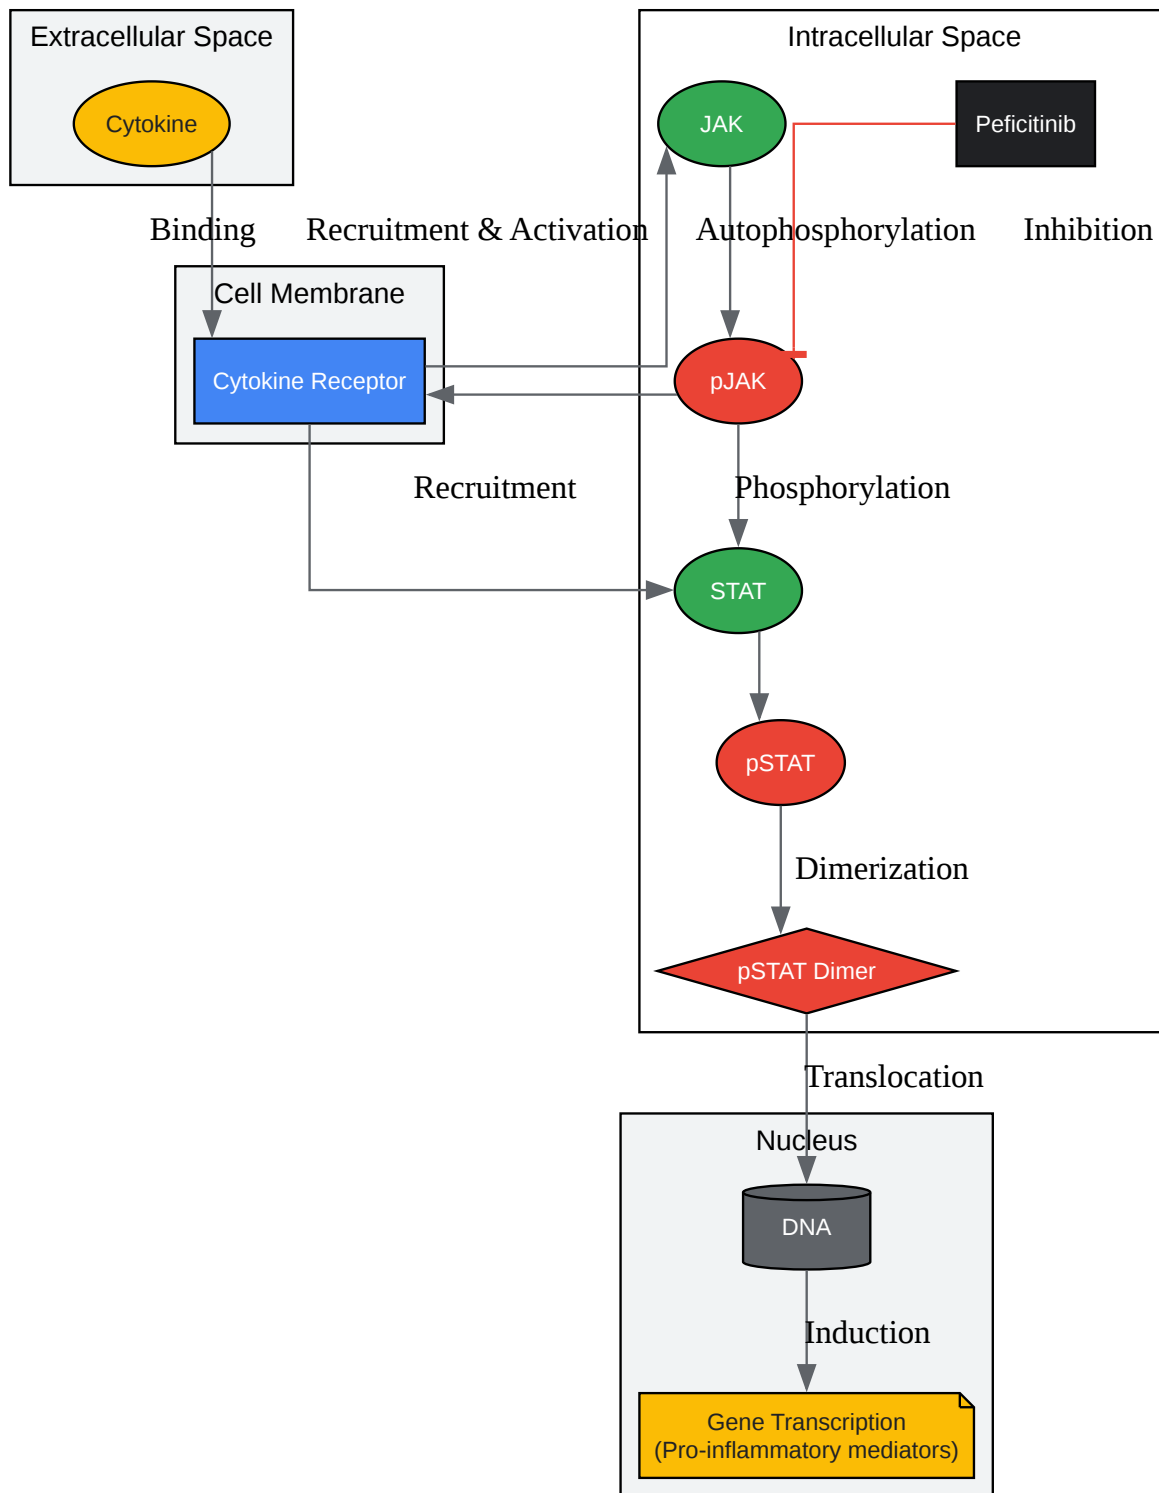 Extracellular Space
Intracellular Space
Cytokine
JAK
Peficitinib
Binding
Recruitment & Activation
Autophosphorylation
Inhibition
Cell Membrane
Cytokine Receptor
pJAK
Recruitment
Phosphorylation
STAT
pSTAT
Dimerization
pSTAT Dimer
Translocation
Nucleus
DNA
Induction
Gene Transcription
(Pro-inflammatory mediators)